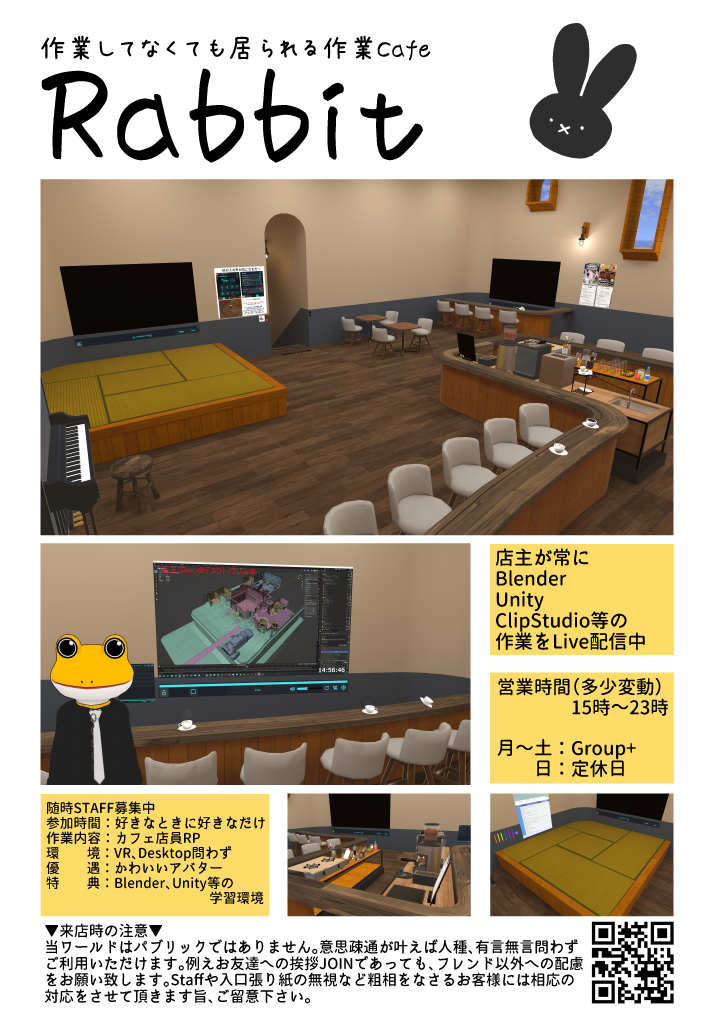 作業してなくても居られる作業Cafe
Rabbit
14:56:46
店主が常に
Blender
Unity
ClipStudio等の
作業をLive配信中
営業時間(多少変動)
15時～23時
月～土：Group+
日：定休日
随時STAFF募集中
参加時間：好きなときに好きなだけ
作業内容：カフェ店員RP
環　　境：VR、Desktop問わず
優　　遇：かわいいアバター
特　　典：Blender、Unity等の
学習環境
▼来店時の注意▼
当ワールドはパブリックではありません。意思疎通が叶えば人種、有言無言問わず
ご利用いただけます。例えお友達への挨拶JOINであっても、フレンド以外への配慮
をお願い致します。Staffや入口張り紙の無視など粗相をなさるお客様には相応の
対応をさせて頂きます旨、ご留意下さい。